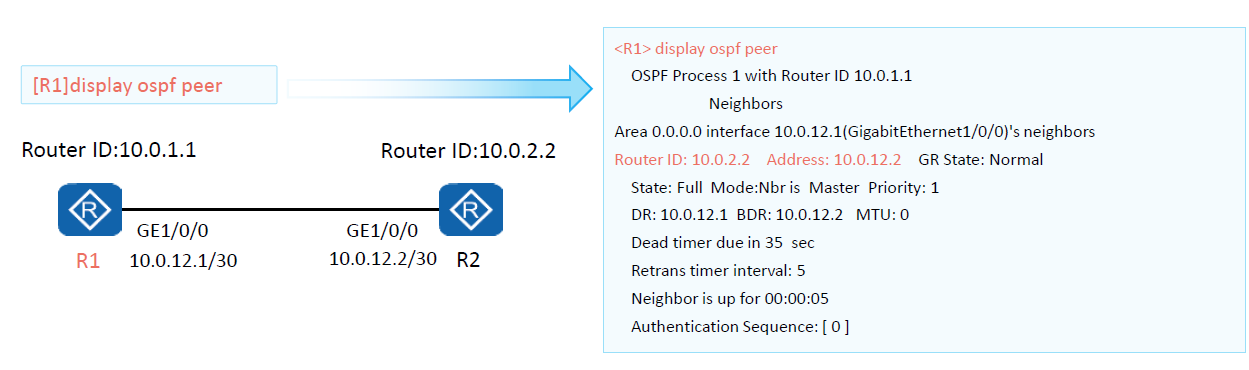 [R1]display ospf peer
Router ID:10.0.1.1
Router ID:10.0.2.2
R
R
GE1/0/0
GE1/0/0
R1
10.0.12.1/30
10.0.12.2/30
R2
<R1> display ospf peer
OSPF Process 1 with Router ID 10.0.1.1
Neighbors
Area 0.0.0.0 interface 10.0.12.1(GigabitEthernet1/0/0)'s neighbors
Router ID: 10.0.2.2 Address: 10.0.12.2 GR State: Normal
State: Full Mode:Nbr is Master Priority: 1
DR: 10.0.12.1 BDR: 10.0.12.2 MTU: 0
Dead timer due in 35 sec
Retrans timer interval: 5
Neighbor is up for 00:00:05
Authentication Sequence: [ 0 ]